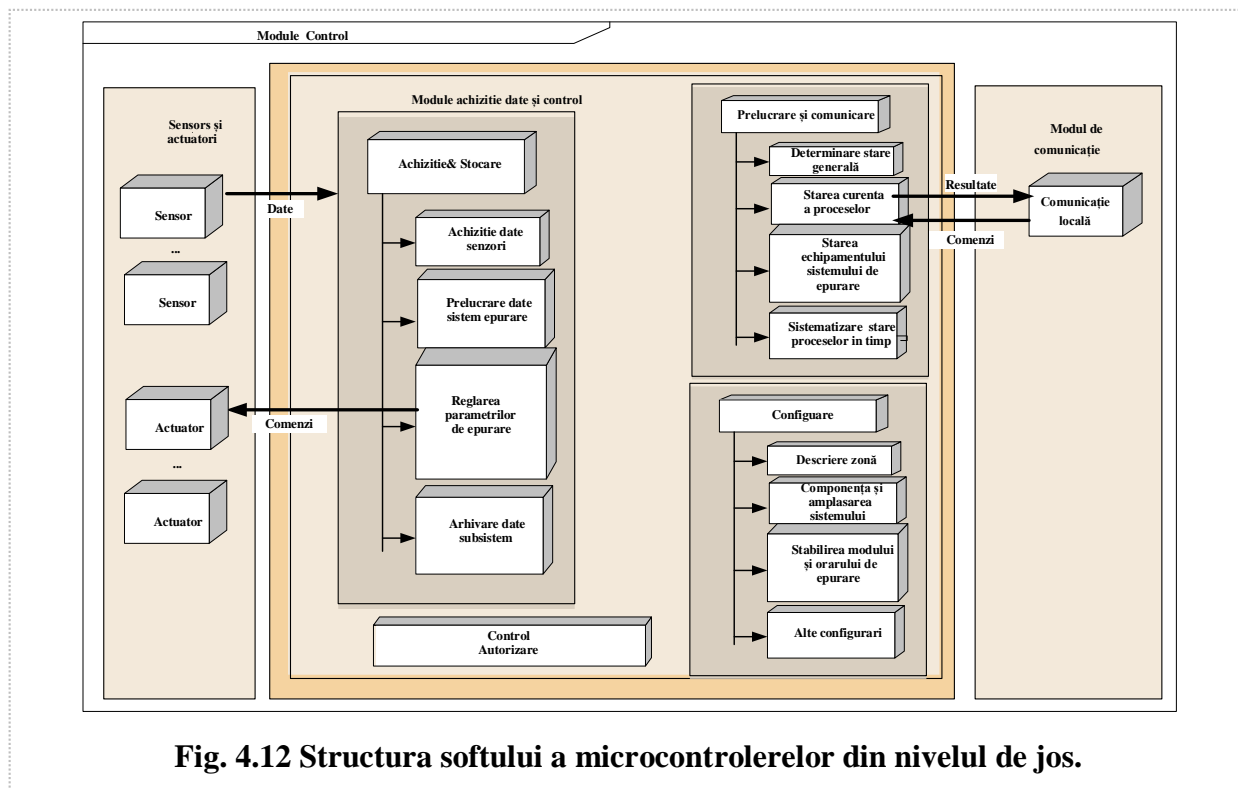 Module Control
Sensors și
actuatori
Sensor
...
Sensor
Actuator
...
Actuator
Date
Comenzi
Module achizitie date și control
Achizitie& Stocare
Achizitie date
senzori
Prelucrare date
sistem epurare
Reglarea
parametrilor
de epurare
Arhivare date
subsistem
Control
Autorizare
Prelucrare și comunicare
Determinare stare
generală
Starea curenta
a proceselor
Starea
echipamentului
sistemului de
epurare
Sistematizare stare
proceselor in timp
Configuare
Descriere zonă
Componența și
amplasarea
sistemului
Stabilirea modului
și orarului de
epurare
Alte configurari
Resultate
Comenzi
Modul de
comunicație
Comunicație
locală
Fig. 4.12 Structura softului a microcontrolerelor din nivelul de jos.